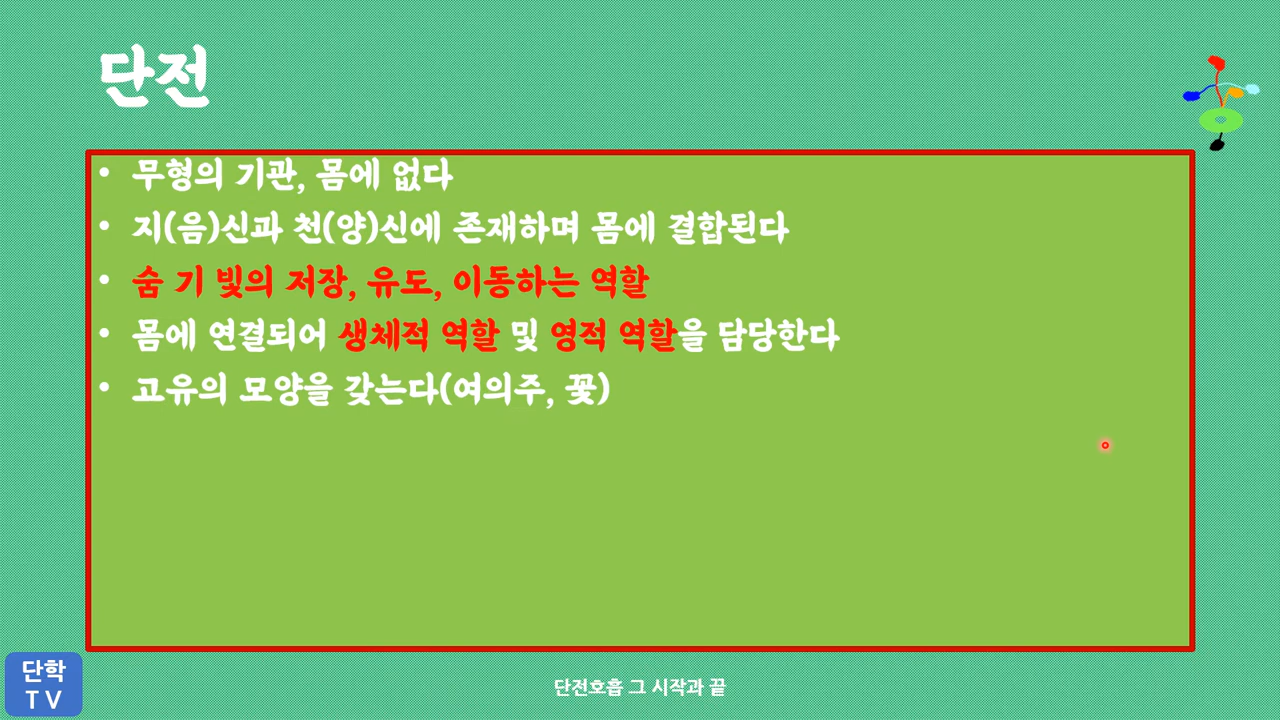 단전
• 무형의 기관, 몸에 없다
• 지(음)신과 천(양)신에 존재하며 몸에 결합된다
• 숨 기 빛의 저장, 유도, 이동하는 역할
• 몸에 연결되어 생체적 역할 및 영적 역할을 담당한다
• 고유의 모양을 갖는다(여의주, 꽃)
단학
TV
단전호흡 그 시작과 끝